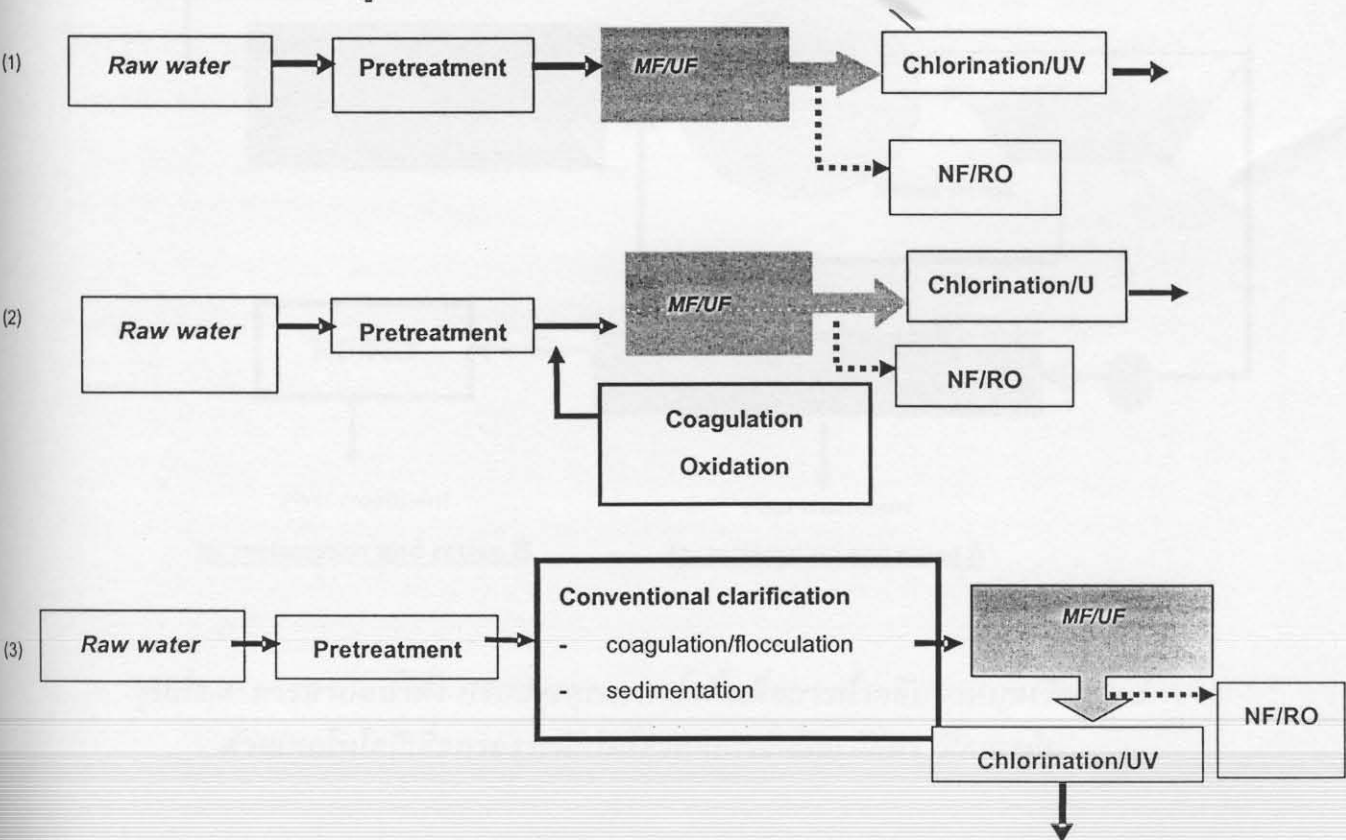 (1)
Raw water
Pretreatment
MF/UF
Chlorination/UV
NF/RO
(2)
Raw water
Pretreatment
MF/UF
Chlorination/U
NF/RO
Coagulation
Oxidation
(3)
Raw water
Pretreatment
Conventional clarification
- coagulation/flocculation
- sedimentation
MF/UF
NF/RO
Chlorination/UV